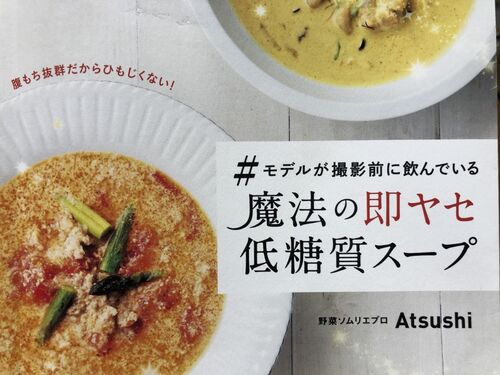 腹もち抜群だからひもじくない!
#モデルが撮影前に飲んでいる
魔法の即ヤセ
低糖質スープ
野菜ソムリエプロ Atsushi